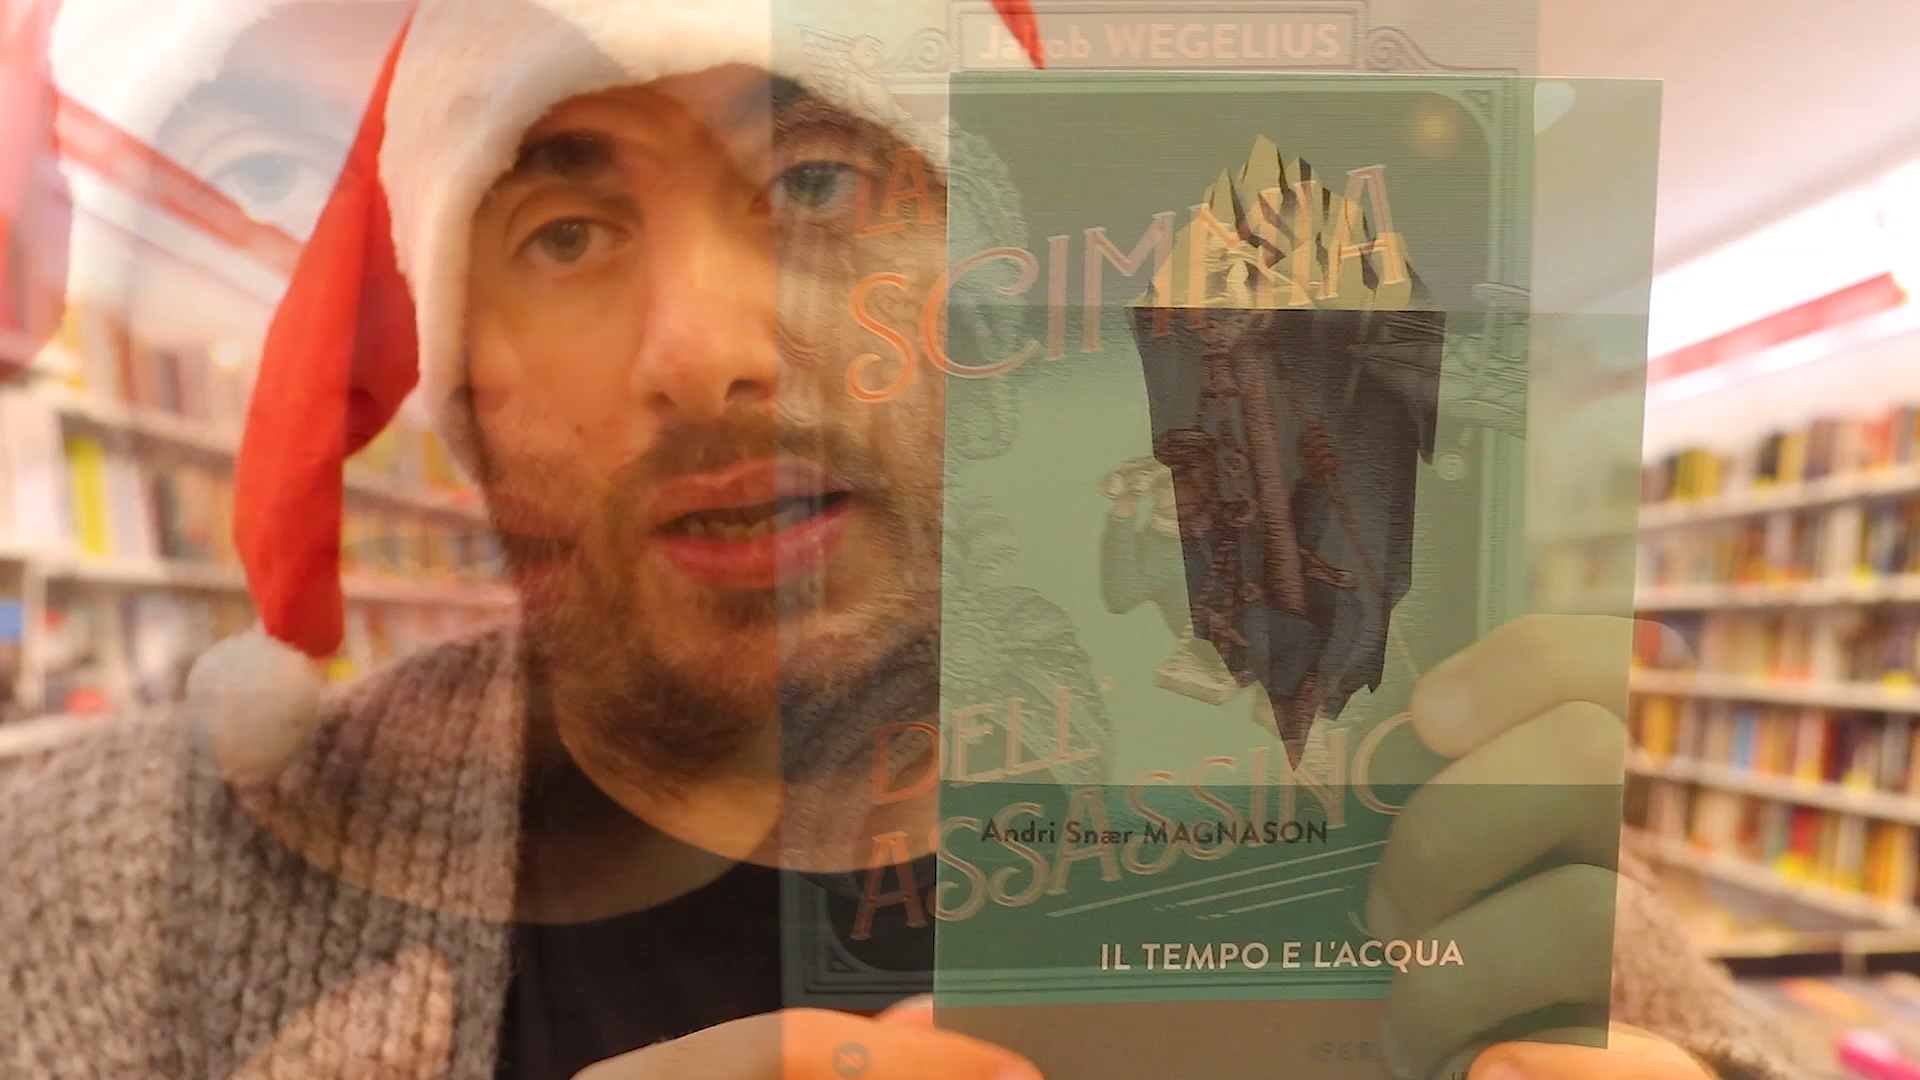 Jakob WEGELIUS
LA
SCIMMIA
DELL'
ASSASSINO
Andri Snær MAGNASON
IL TEMPO E L'ACQUA